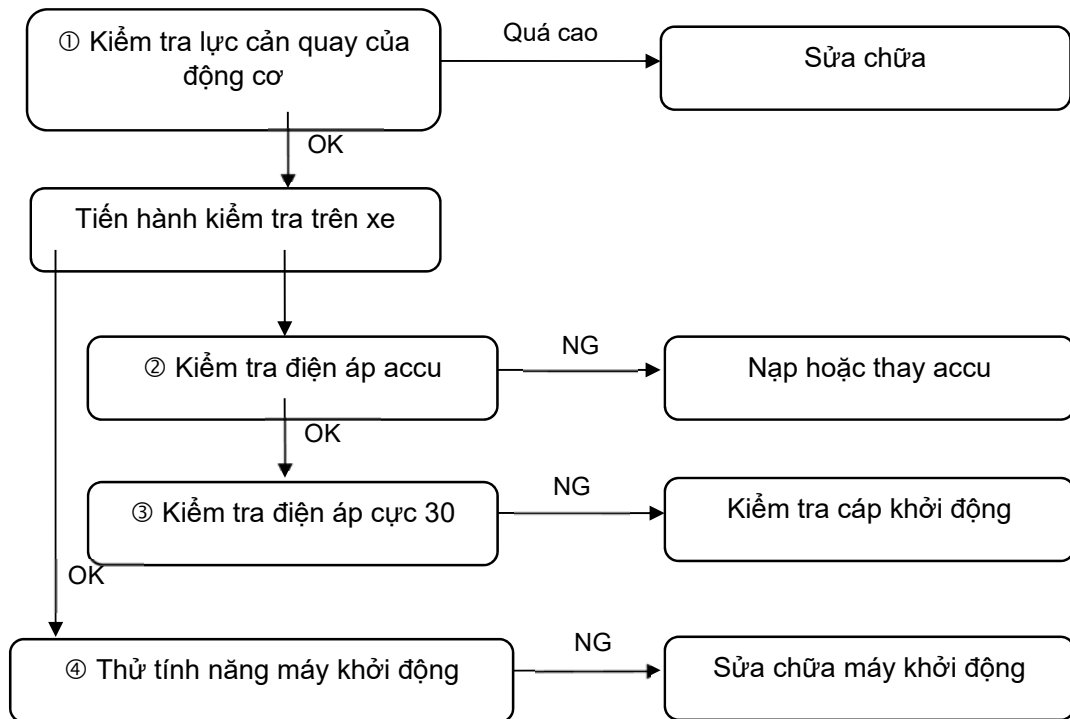 ① Kiểm tra lực cản quay của
động cơ
Quá cao
Sửa chữa
OK
Tiến hành kiểm tra trên xe
② Kiểm tra điện áp accu
NG
Nạp hoặc thay accu
OK
③ Kiểm tra điện áp cực 30
NG
Kiểm tra cáp khởi động
OK
④ Thử tính năng máy khởi động
NG
Sửa chữa máy khởi động